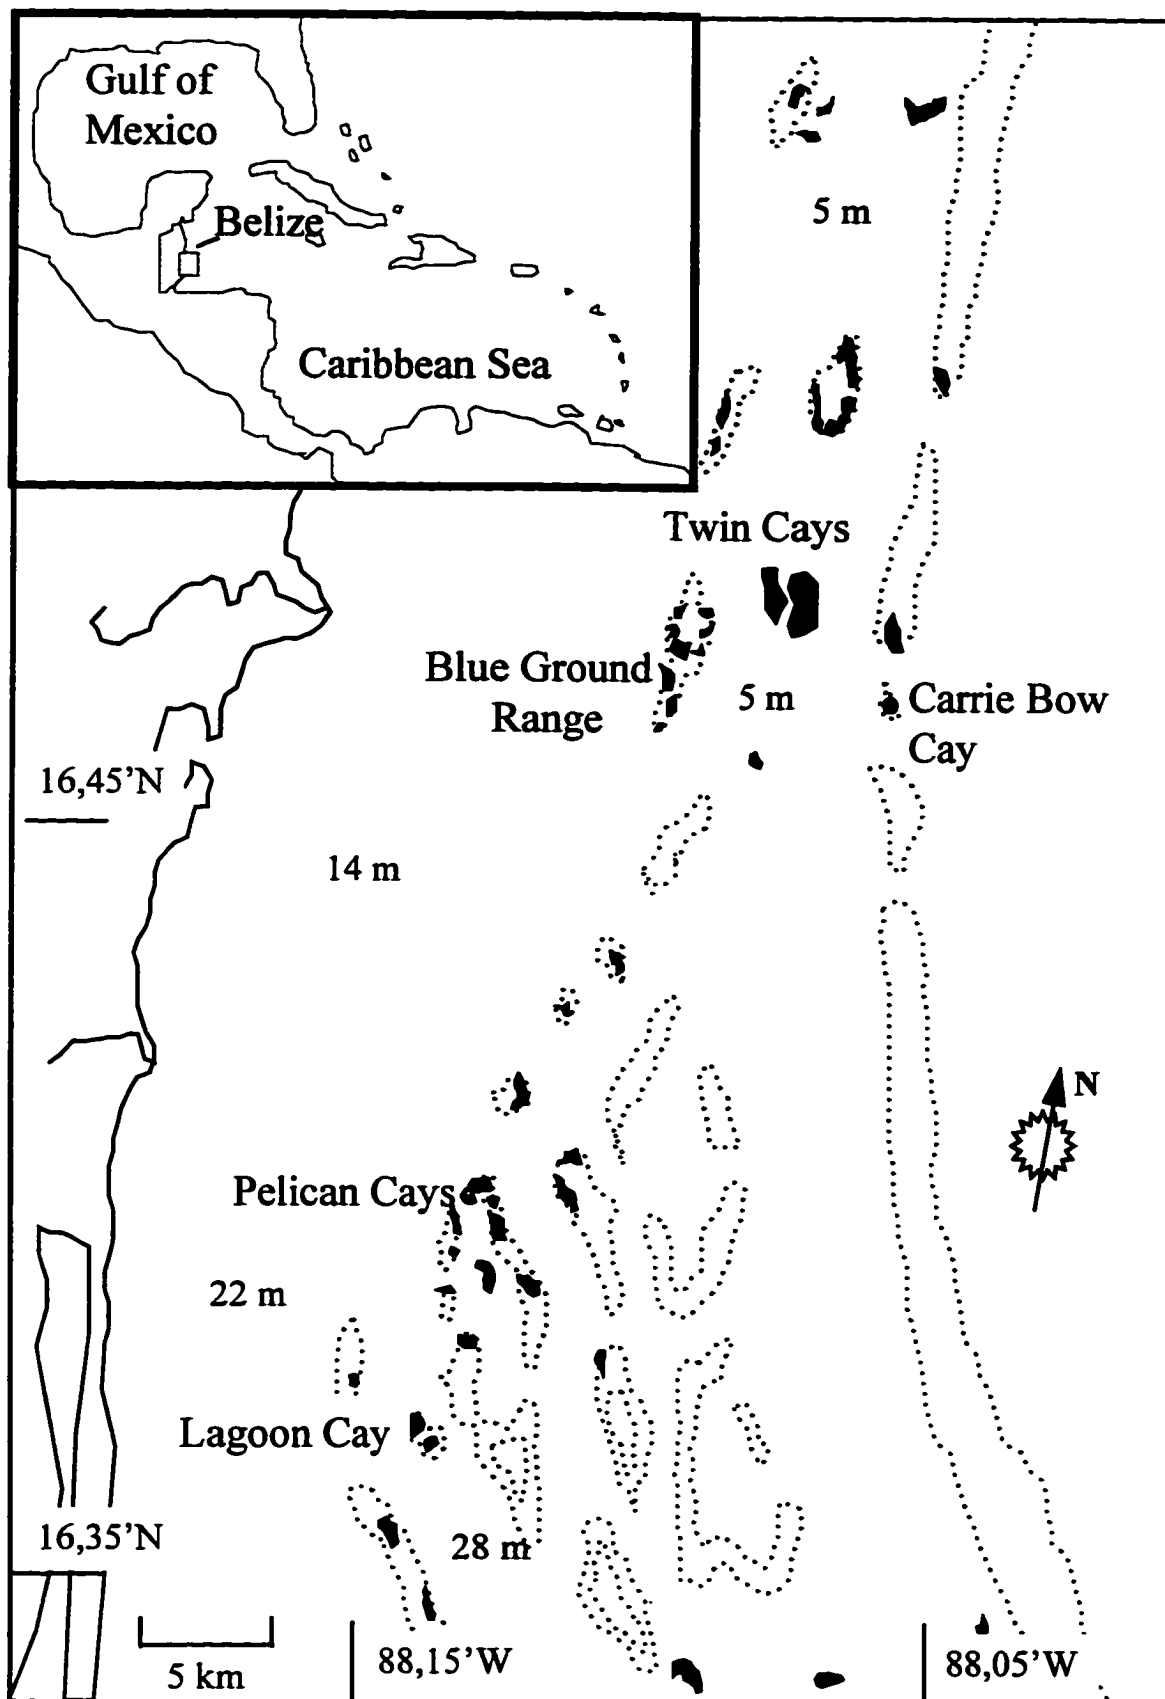 Gulf of
Mexico
Belize
Caribbean Sea
5 m
Twin Cays
Blue Ground
Range
5 m
Carrie Bow
Cay
16,45'N
14 m
N
Pelican Cays
22 m
Lagoon Cay
16,35'N
28 m
5 km
88,15'W
88,05'W